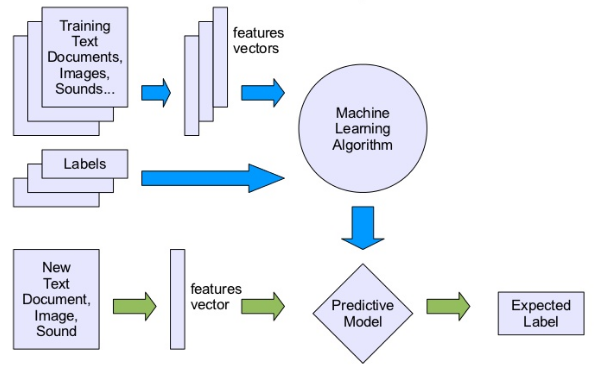 Training
Text
Documents,
Images,
Sounds...
features
vectors
Machine
Learning
Algorithm
Labels
New
Text
Document,
Image,
Sound
features
vector
Predictive
Model
Expected
Label